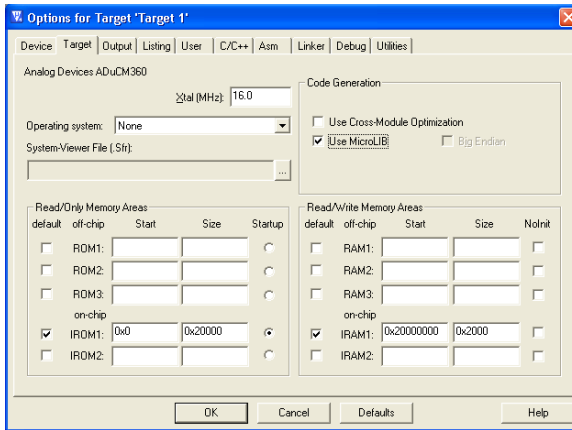 Options for Target 'Target 1'
Device Target Output Listing User C/C++ Asm Linker Debug Utilities
Analog Devices ADuCM360
Xtal (MHz): 16.0
Operating system: None
System-Viewer File (.Sfr):
...
Code Generation
Use Cross-Module Optimization
Use MicroLIB Big Endian
Read/Only Memory Areas
default off-chip Start Size Startup
ROM1:
ROM2:
ROM3:
on-chip
IROM1: 0x0 0x20000
IROM2:
Read/Write Memory Areas
default off-chip Start Size NoInit
RAM1:
RAM2:
RAM3:
on-chip
IRAM1: 0x20000000 0x2000
IRAM2:
OK Cancel Defaults Help